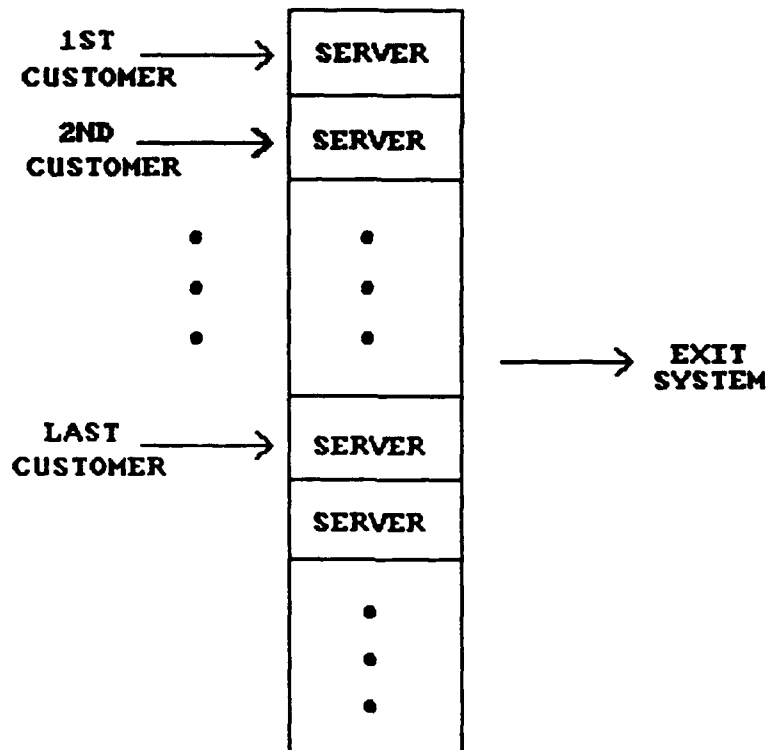 1ST
CUSTOMER
SERVER
2ND
CUSTOMER
SERVER
EXIT
SYSTEM
LAST
CUSTOMER
SERVER
SERVER